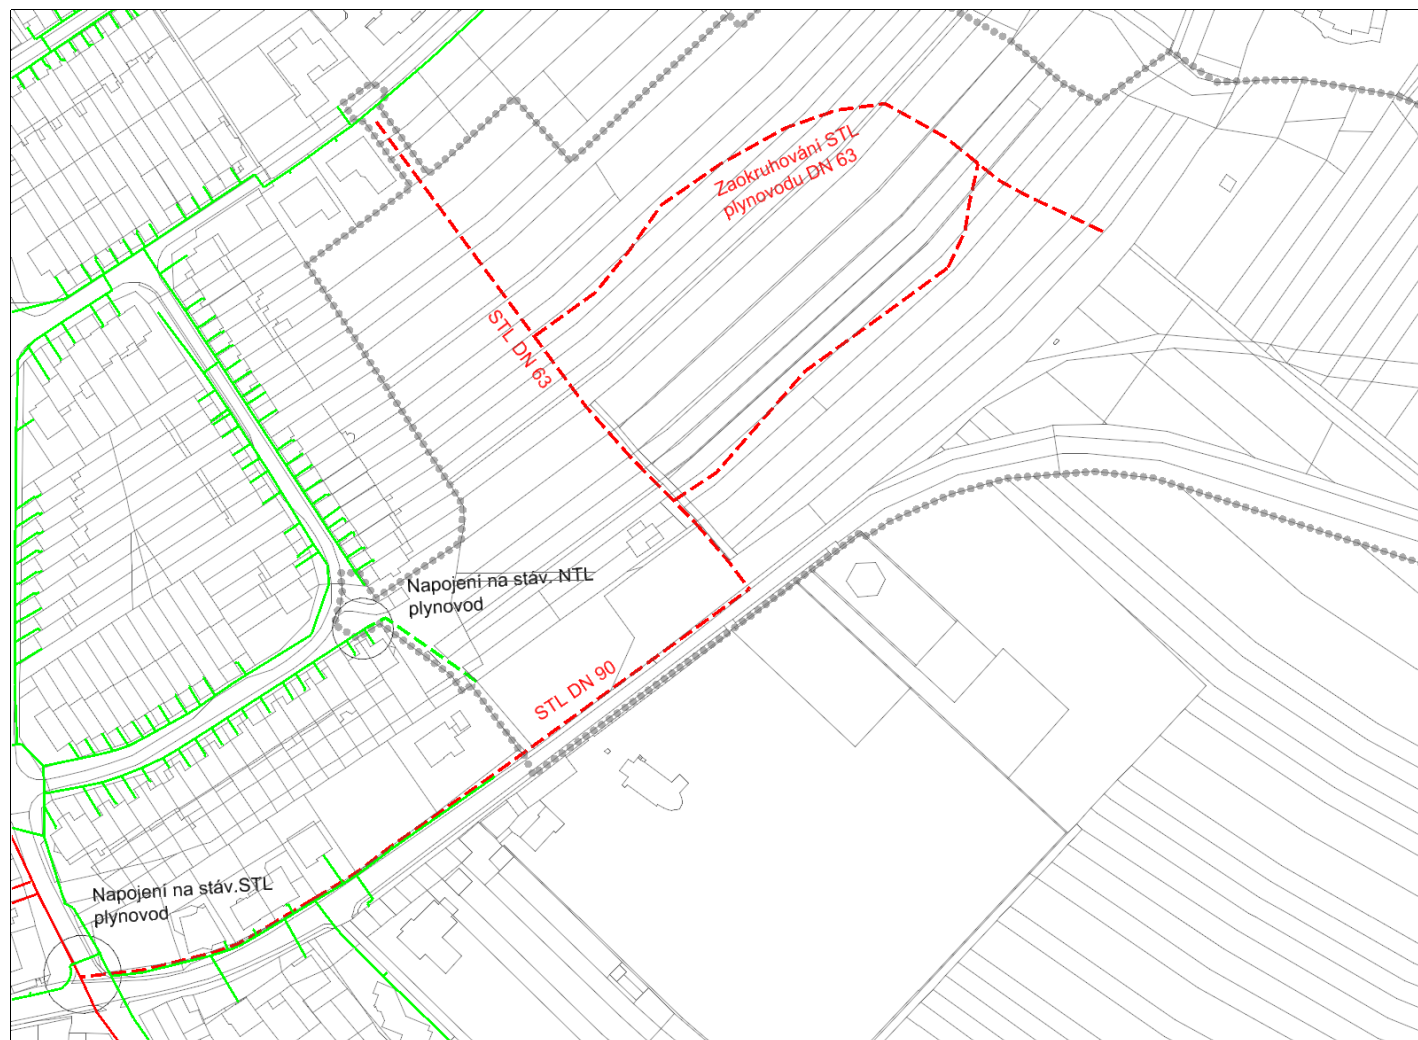 Zaokruhování STL
plynovodu DN 63
STL DN 63
Napojení na stáv. NTL
plynovod
STL DN 90
Napojení na stáv.STL
plynovod